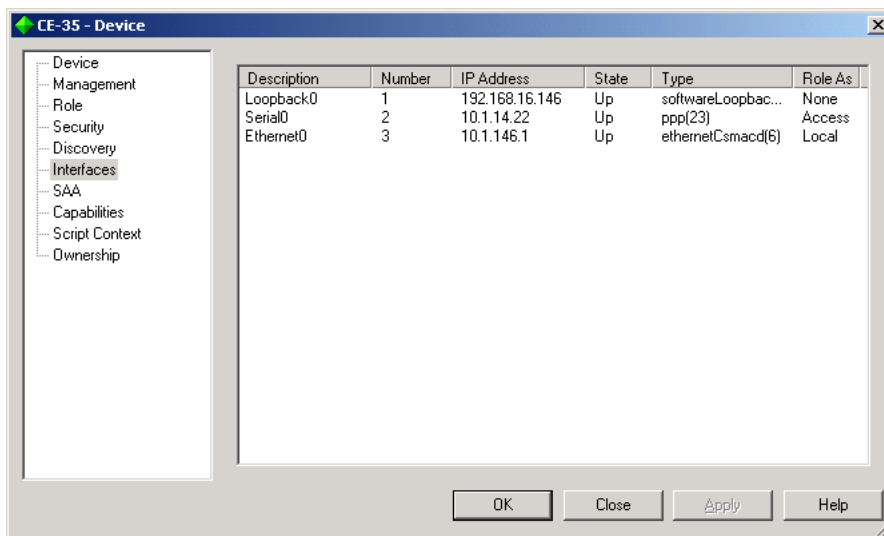 CE-35 - Device
Device
Management
Role
Security
Discovery
Interfaces
SAA
Capabilities
Script Context
Ownership
Description Number IP Address State Type Role As
Loopback0 1 192.168.16.146 Up softwareLoopbac... None
Serial0 2 10.1.14.22 Up ppp(23) Access
Ethernet0 3 10.1.146.1 Up ethernetCsmacd(6) Local
OK Close Apply Help